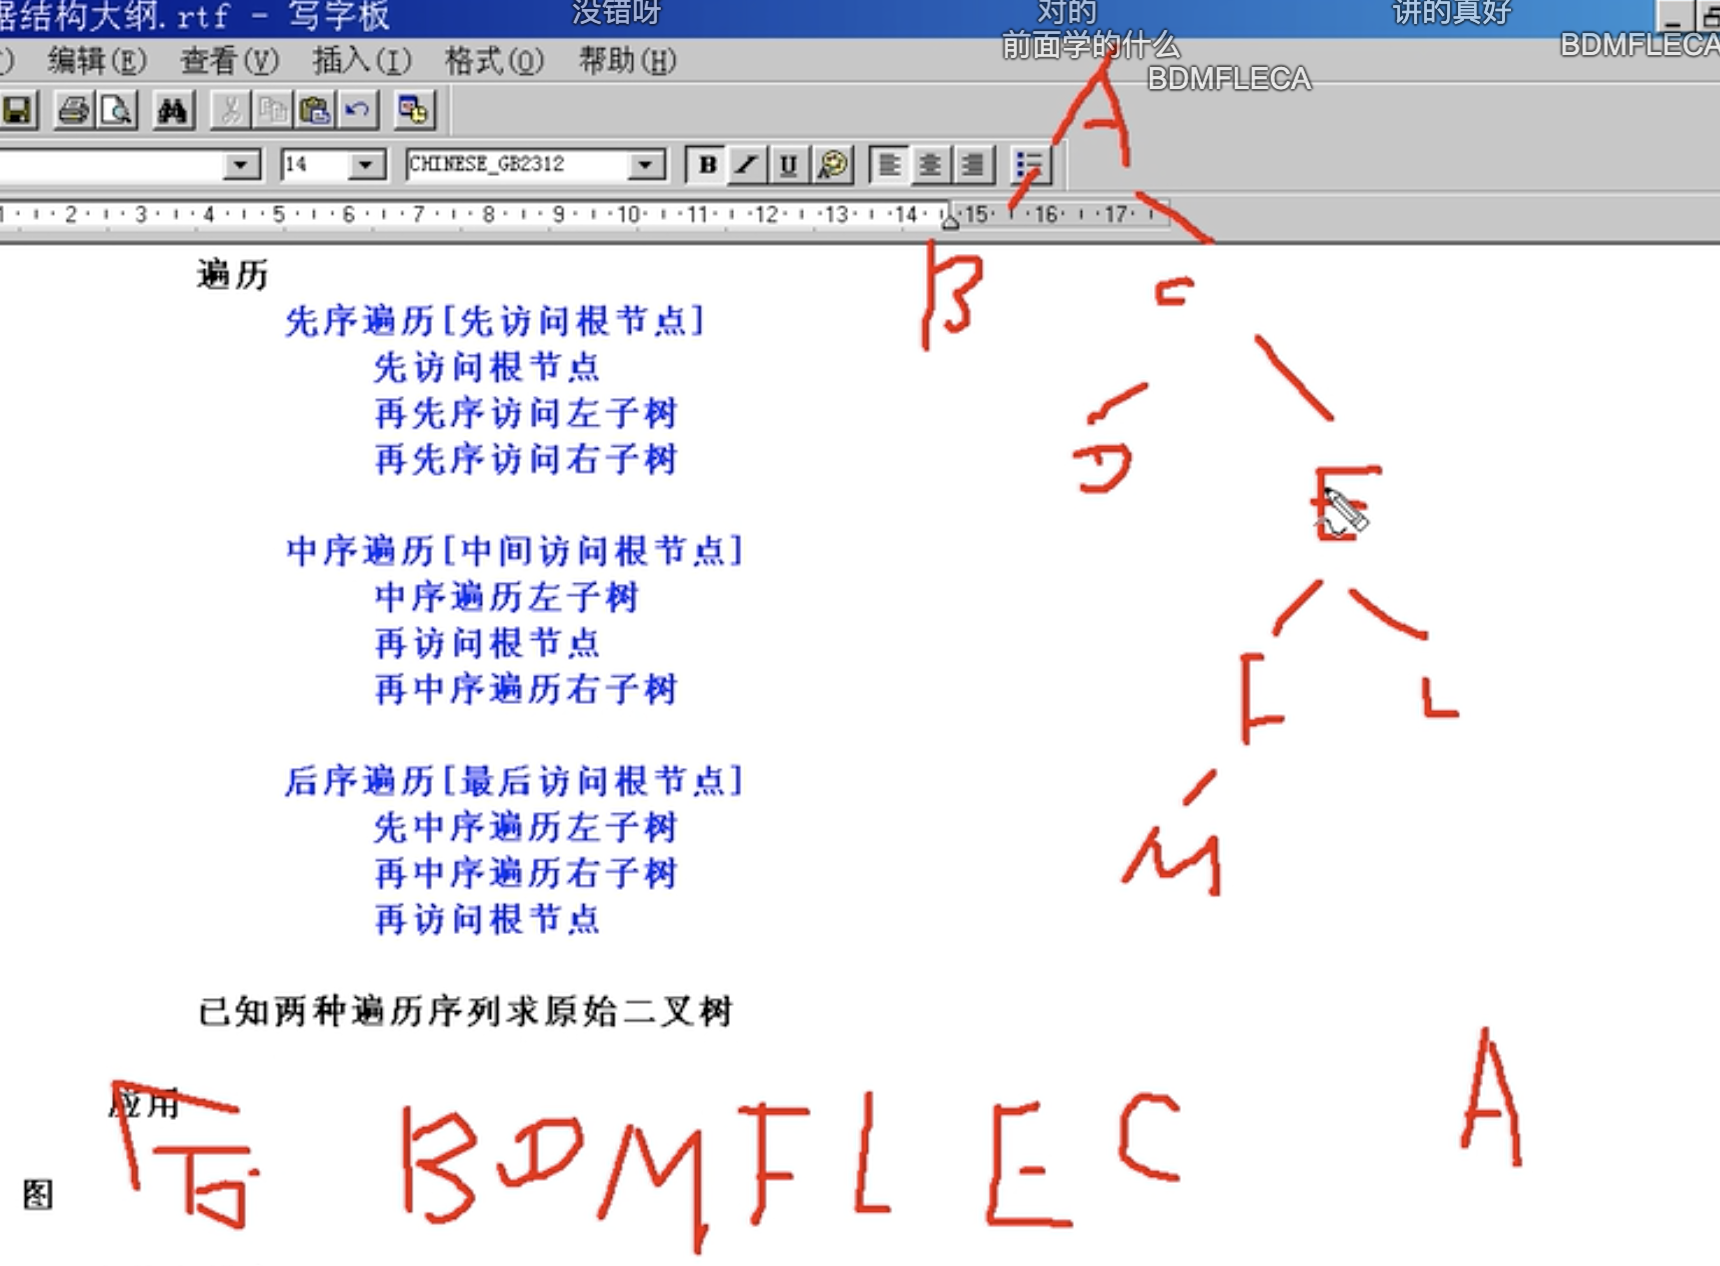 据结构大纲.rtf - 写字板
没错呀
对的
讲的真好
编辑(E) 查看(V) 插入(I) 格式(O) 帮助(H)
前面学的什么
BDMFLECA
BDMFLECA
14 CHINESE_GB2312
B I U
1 2 3 4 5 6 7 8 9 10 11 12 13 14 15 16 17
遍历
先序遍历[先访问根节点]
先访问根节点
再先序访问左子树
再先序访问右子树
中序遍历[中间访问根节点]
中序遍历左子树
再访问根节点
再中序遍历右子树
后序遍历[最后访问根节点]
先中序遍历左子树
再中序遍历右子树
再访问根节点
已知两种遍历序列求原始二叉树
应用
图
A
B C
D E
F L
M
后 B D M F L E C A